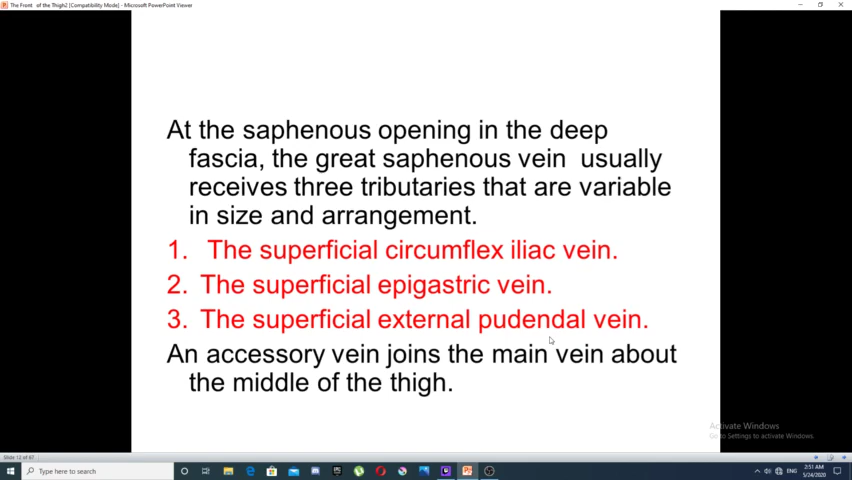 The Front of the Thigh2 [Compatibility Mode] - Microsoft PowerPoint Viewer
At the saphenous opening in the deep
fascia, the great saphenous vein usually
receives three tributaries that are variable
in size and arrangement.
1. The superficial circumflex iliac vein.
2. The superficial epigastric vein.
3. The superficial external pudendal vein.
An accessory vein joins the main vein about
the middle of the thigh.
Activate Windows
Go to Settings to activate Windows.
Slide 12 of 67
Type here to search
ENG
2:51 AM
5/24/2020